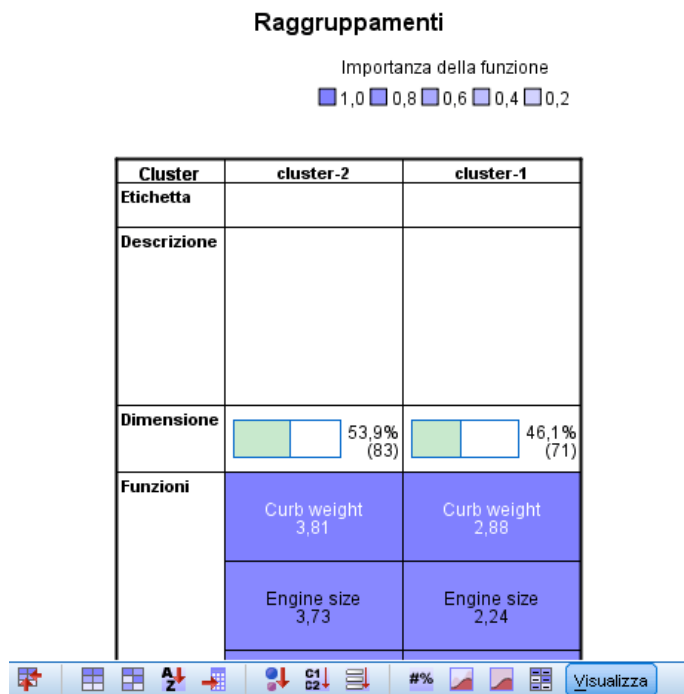 Raggruppamenti
Importanza della funzione
1,0 0,8 0,6 0,4 0,2
Cluster cluster-2 cluster-1
Etichetta
Descrizione
Dimensione 53,9% 46,1%
(83) (71)
Funzioni
Curb weight Curb weight
3,81 2,88
Engine size Engine size
3,73 2,24
A Z C1 C2 #% Visualizza